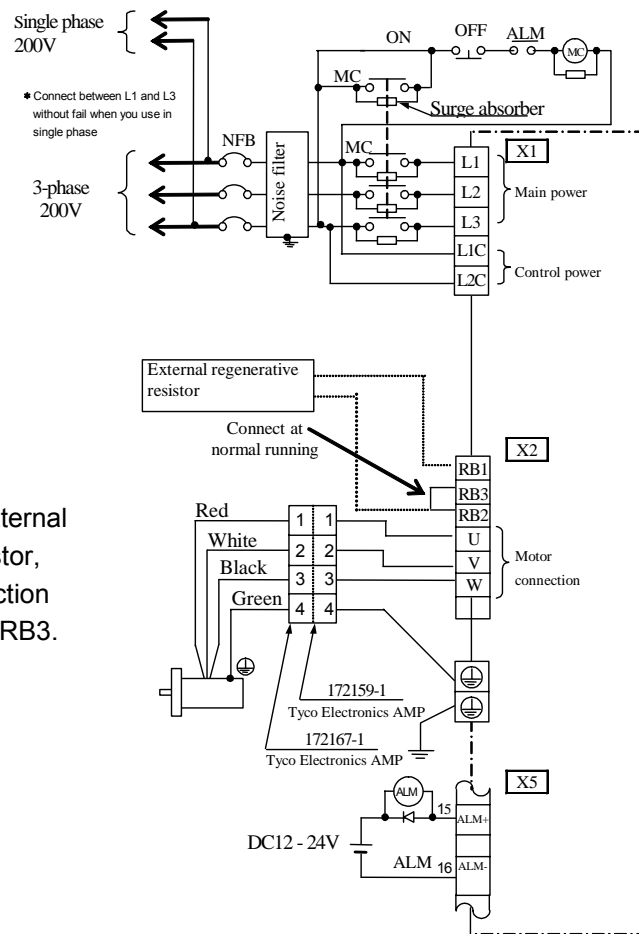 Single phase
200V
ON
OFF
ALM
MC
MC
Surge absorber
✱ Connect between L1 and L3
without fail when you use in
single phase
NFB
MC
X1
3-phase
200V
Noise filter
L1
L2
L3
Main power
L1C
L2C
Control power
External regenerative
resistor
Connect at
normal running
X2
RB1
RB3
RB2
U
V
W
Motor
connection
ternal
stor,
ction
RB3.
Red
White
Black
Green
1 1
2 2
3 3
4 4
172159-1
Tyco Electronics AMP
172167-1
Tyco Electronics AMP
X5
ALM
15
ALM+
DC12 - 24V
ALM 16
ALM-